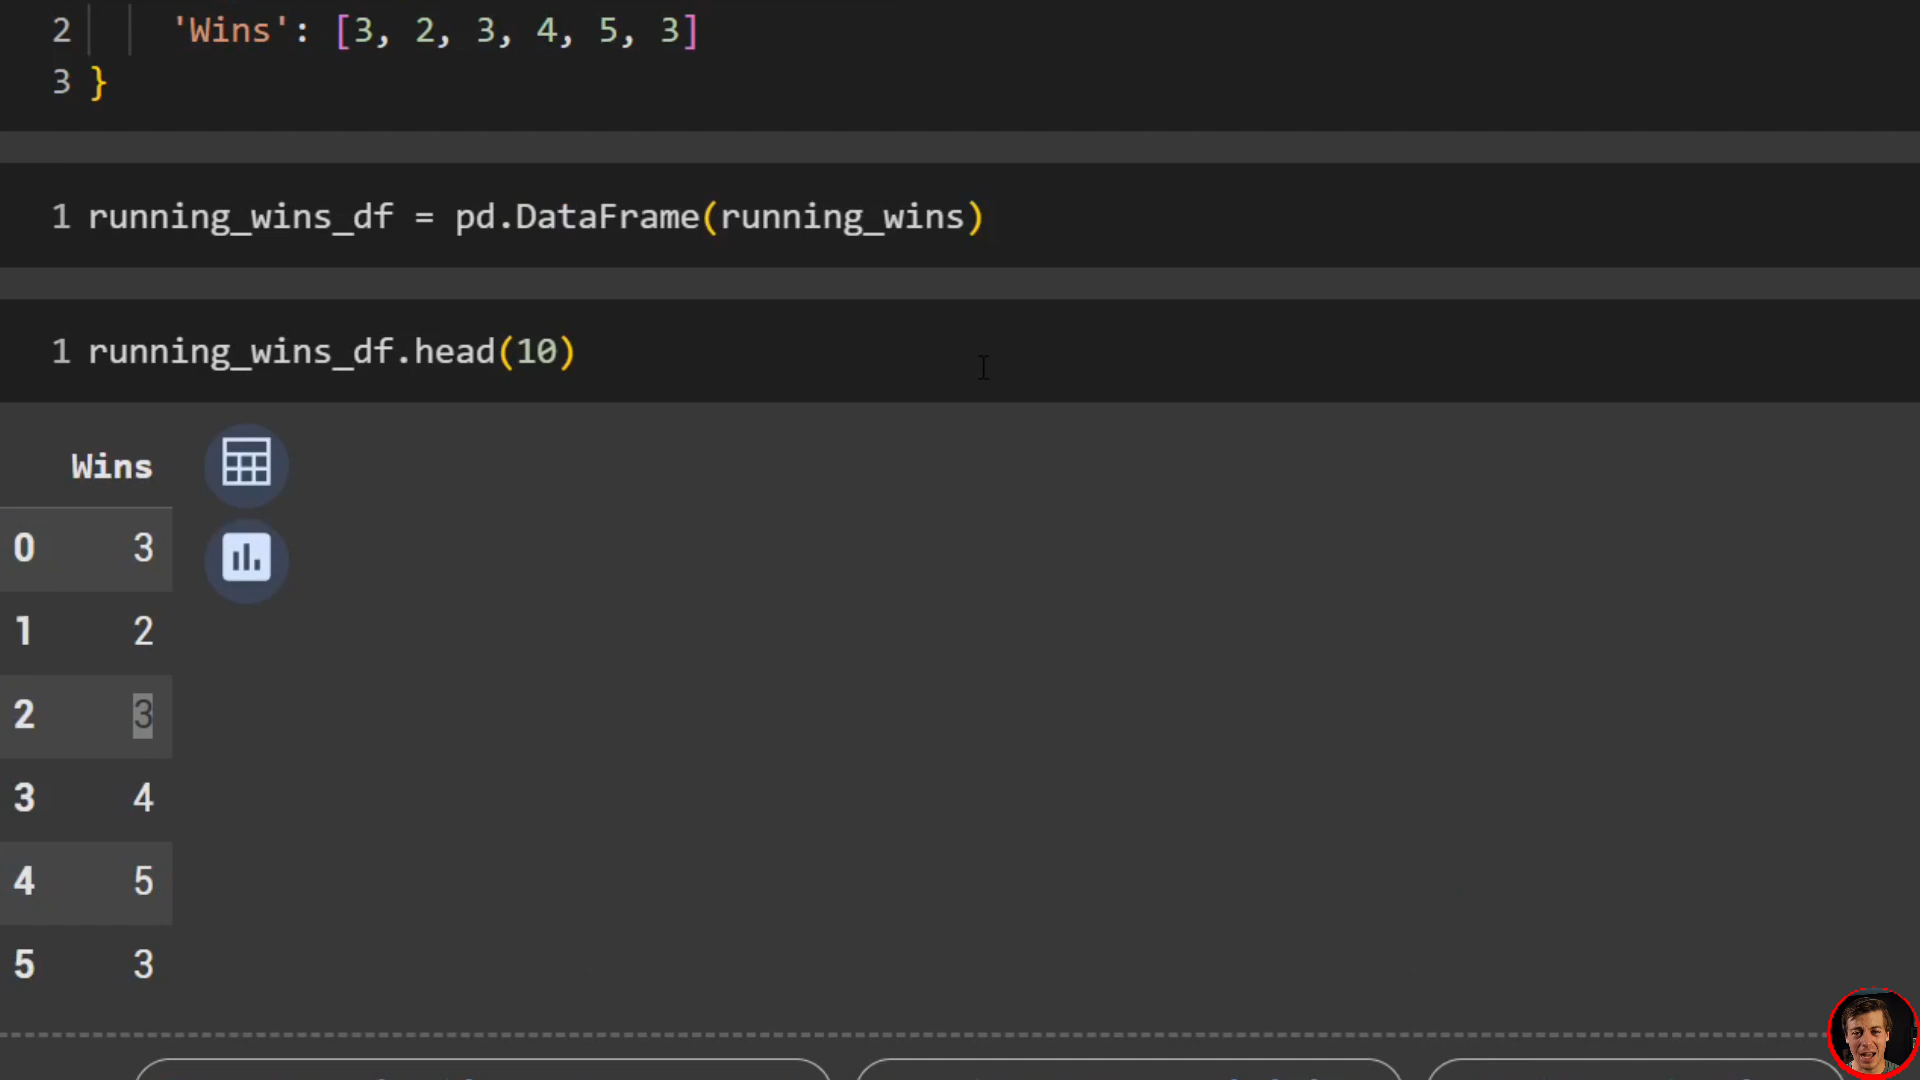 2 'Wins': [3, 2, 3, 4, 5, 3]
3 }
1 running_wins_df = pd.DataFrame(running_wins)
1 running_wins_df.head(10)
Wins
0 3
1 2
2 3
3 4
4 5
5 3